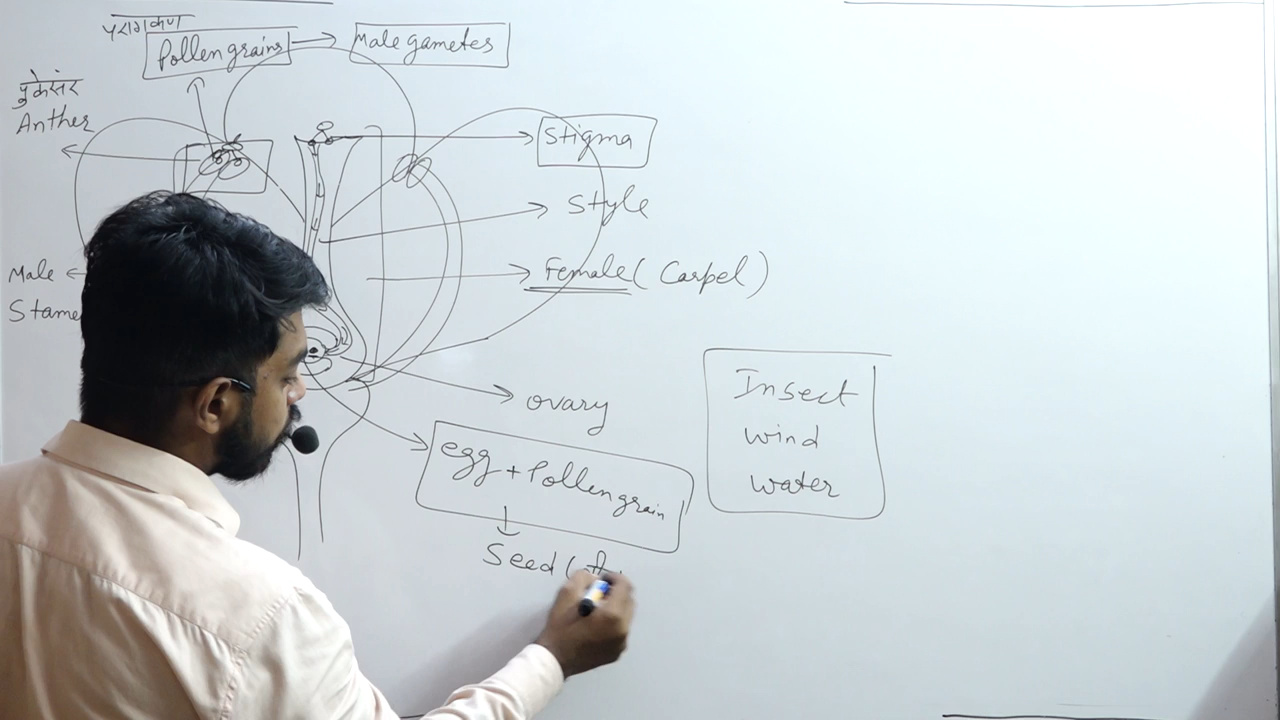 परागकण
Pollen grains
Male gametes
पुंकेसर
Anther
Stigma
Style
Male
Female (Carpel)
Insect
wind
water
ovary
egg + Pollen grain
Seed (